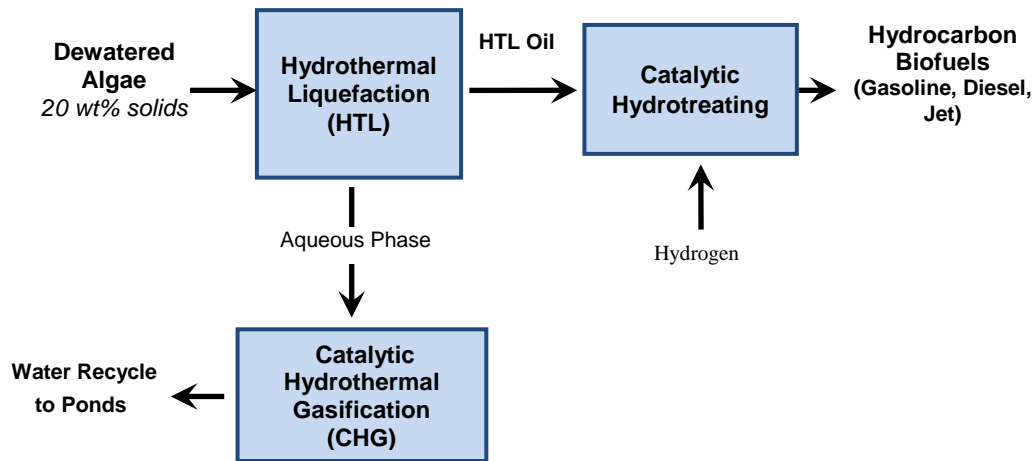 Dewatered
Algae
20 wt% solids
Hydrothermal
Liquefaction
(HTL)
HTL Oil
Catalytic
Hydrotreating
Hydrocarbon
Biofuels
(Gasoline, Diesel,
Jet)
Aqueous Phase
Hydrogen
Water Recycle
to Ponds
Catalytic
Hydrothermal
Gasification
(CHG)